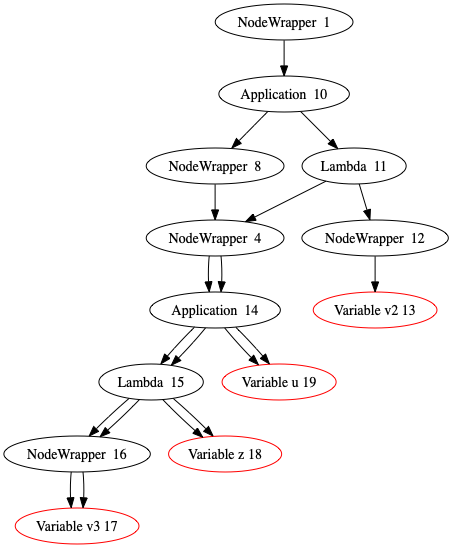 NodeWrapper 1
Application 10
NodeWrapper 8
Lambda 11
NodeWrapper 4
NodeWrapper 12
Application 14
Variable v2 13
Lambda 15
Variable u 19
NodeWrapper 16
Variable z 18
Variable v3 17